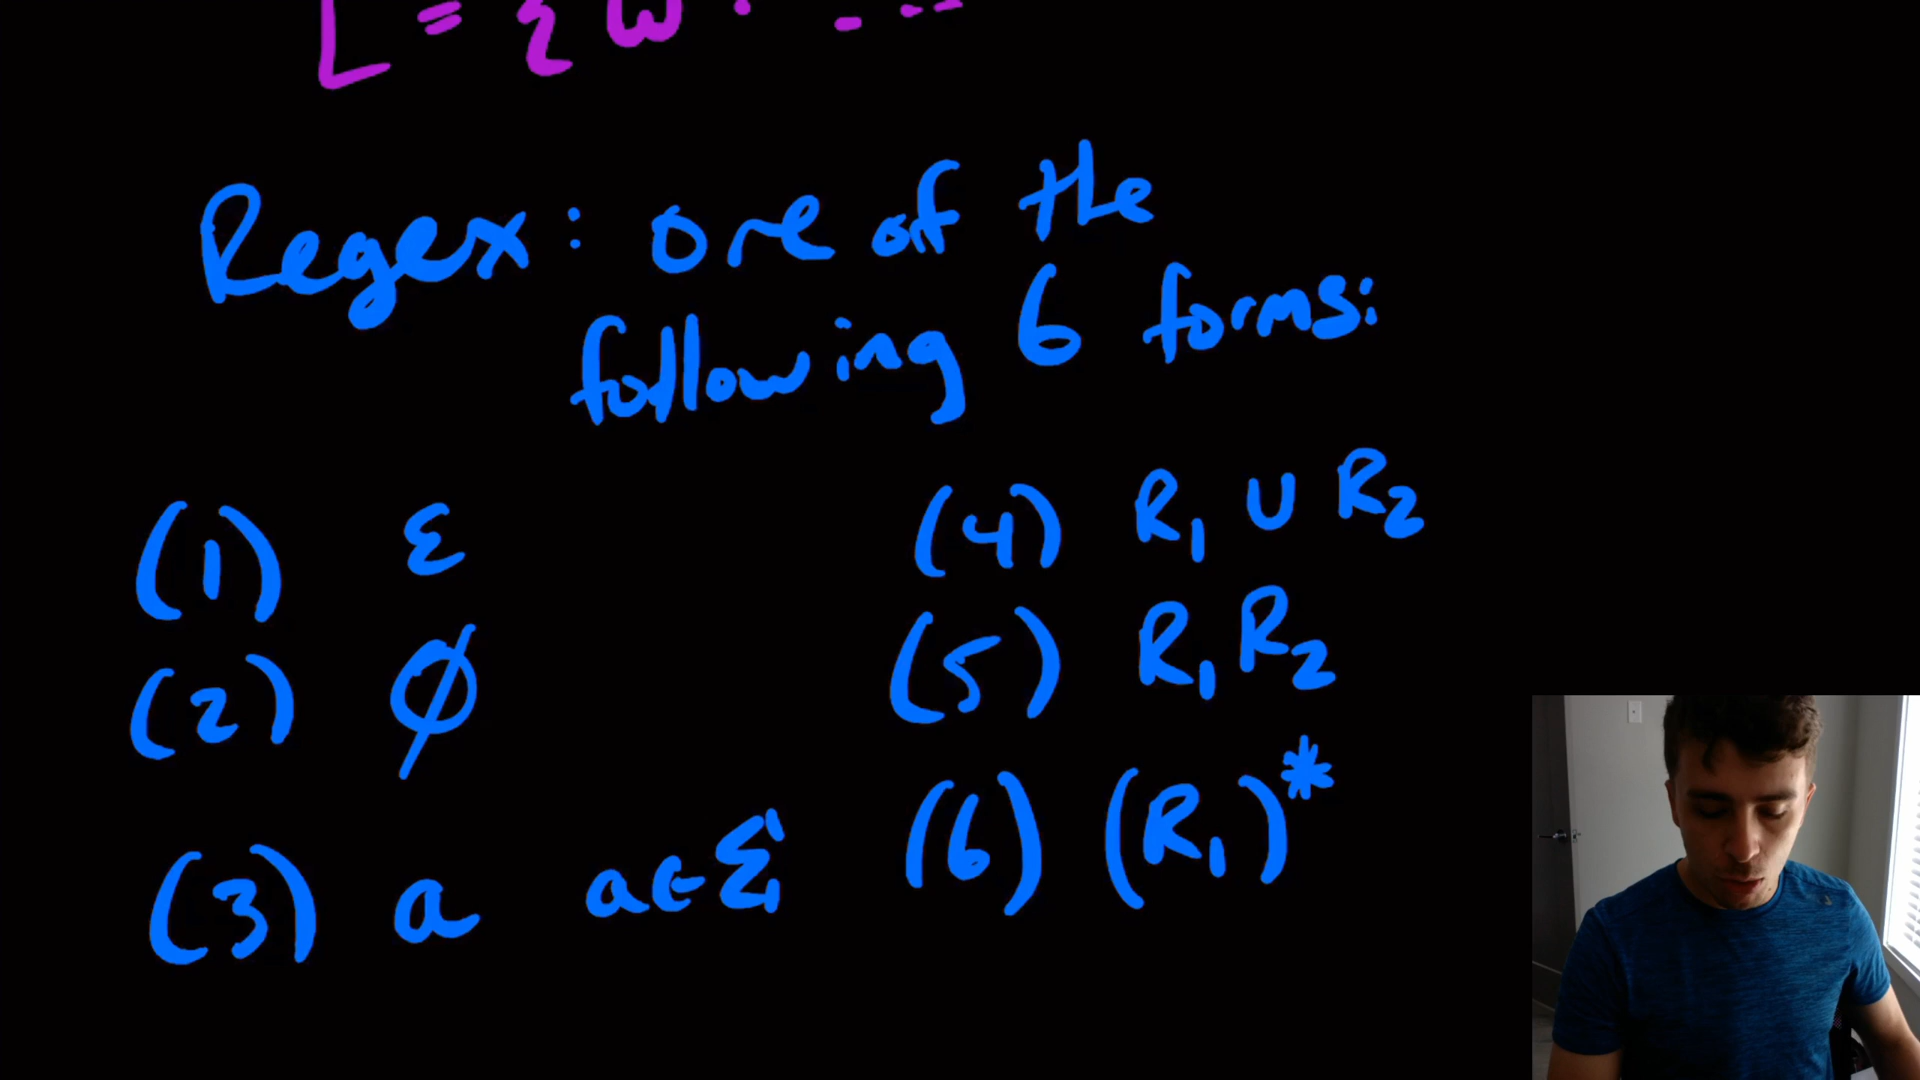 L = {w :
Regex: one of the
following 6 forms:
(1) ε
(2) ∅
(3) a a∈Σ
(4) R₁ ∪ R₂
(5) R₁R₂
(6) (R₁)*